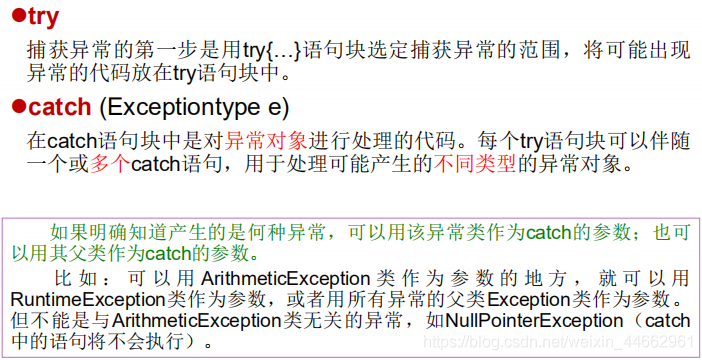 ●try
捕获异常的第一步是用try{…}语句块选定捕获异常的范围，将可能出现
异常的代码放在try语句块中。
●catch (Exceptiontype e)
在catch语句块中是对异常对象进行处理的代码。每个try语句块可以伴随
一个或多个catch语句，用于处理可能产生的不同类型的异常对象。
如果明确知道产生的是何种异常，可以用该异常类作为catch的参数；也可
以用其父类作为catch的参数。
比如：可以用ArithmeticException类作为参数的地方，就可以用
RuntimeException类作为参数，或者用所有异常的父类Exception类作为参数。
但不能是与ArithmeticException类无关的异常，如NullPointerException（catch
中的语句将不会执行）。
https://blog.csdn.net/weixin_44662961